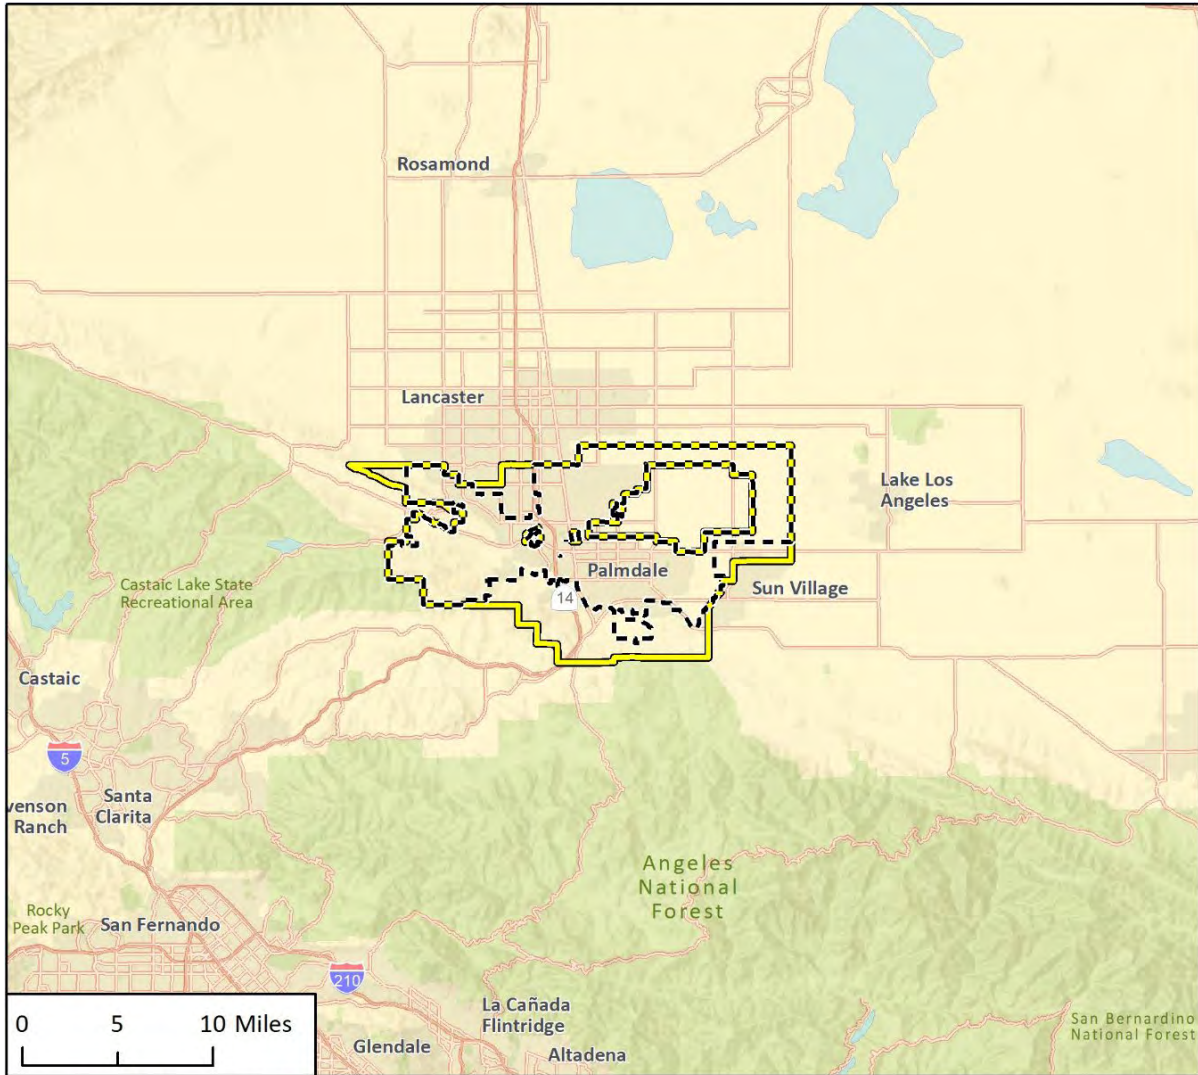 Rosamond
Lancaster
Lake Los
Angeles
Palmdale
Sun Village
14
Castaic Lake State
Recreational Area
Castaic
5
Santa
Clarita
venson
Ranch
Angeles
National
Forest
Rocky
Peak Park
San Fernando
210
La Cañada
Flintridge
Glendale
Altadena
San Bernardino
National Forest
0 5 10 Miles